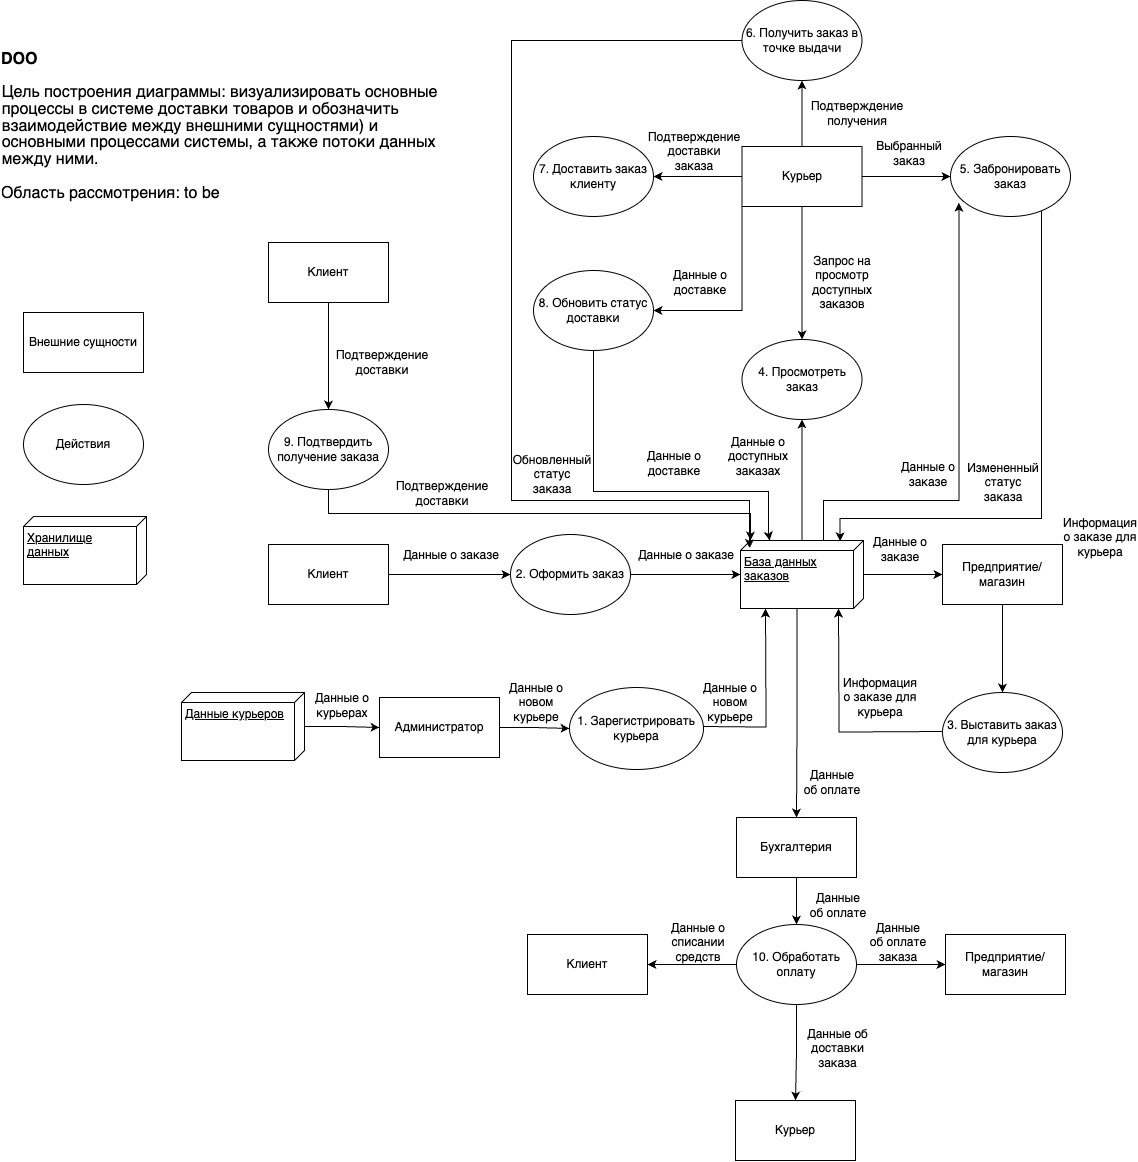 DOO
Цель построения диаграммы: визуализировать основные
процессы в системе доставки товаров и обозначить
взаимодействие между внешними сущностями) и
основными процессами системы, а также потоки данных
между ними.
Область рассмотрения: to be
6. Получить заказ в
точке выдачи
Подтверждение
получения
Подтверждение
доставки
заказа
Выбранный
заказ
7. Доставить заказ
клиенту
Курьер
5. Забронировать
заказ
Клиент
Данные о
доставке
Запрос на
просмотр
доступных
заказов
8. Обновить статус
доставки
Внешние сущности
Подтверждение
доставки
4. Просмотреть
заказ
Действия
9. Подтвердить
получение заказа
Обновленный
статус
заказа
Данные о
доставке
Данные о
доступных
заказах
Данные о
заказе
Измененный
статус
заказа
Подтверждение
доставки
Хранилище
данных
Информация
о заказе для
курьера
Клиент
Данные о заказе
2. Оформить заказ
Данные о заказе
База данных
заказов
Данные о
заказе
Предприятие/
магазин
Данные курьеров
Данные о
курьерах
Администратор
Данные о
новом
курьере
1. Зарегистрировать
курьера
Данные о
новом
курьере
Информация
о заказе для
курьера
3. Выставить заказ
для курьера
Данные
об оплате
Бухгалтерия
Данные
об оплате
Клиент
Данные о
списании
средств
10. Обработать
оплату
Данные
об оплате
заказа
Предприятие/
магазин
Данные об
доставки
заказа
Курьер